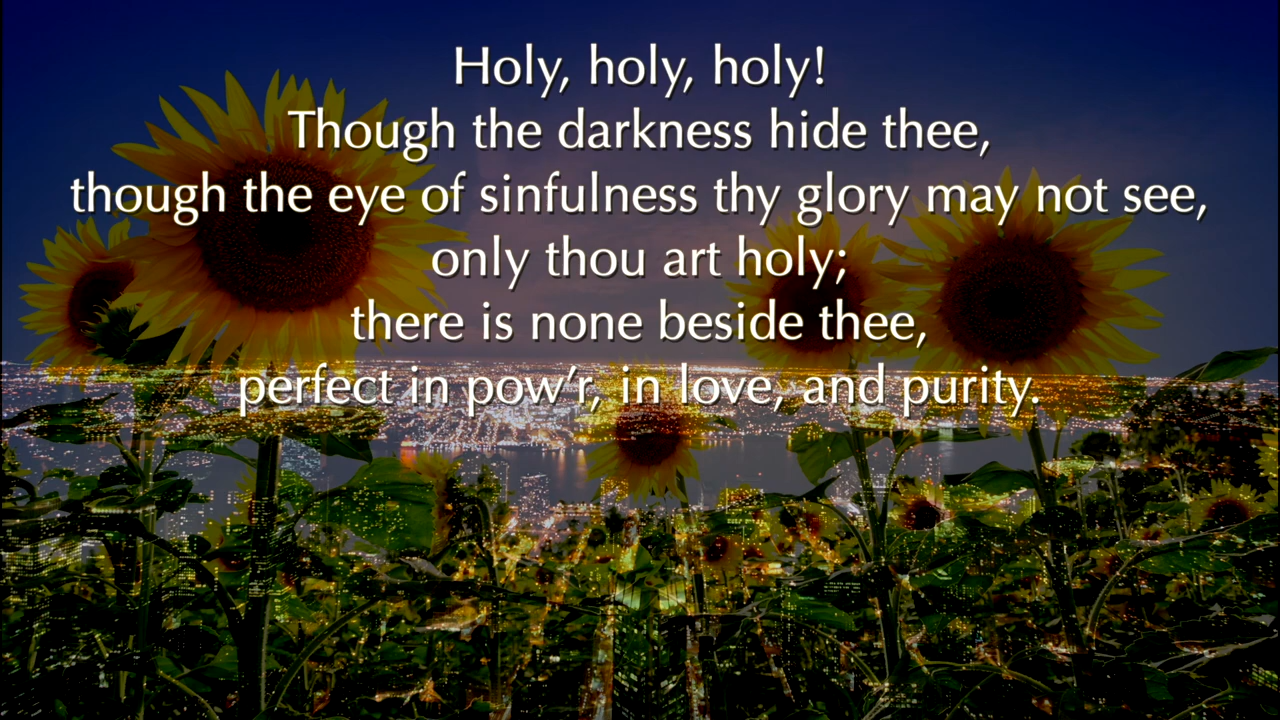 Holy, holy, holy!
Though the darkness hide thee,
though the eye of sinfulness thy glory may not see,
only thou art holy;
there is none beside thee,
perfect in pow’r, in love, and purity.